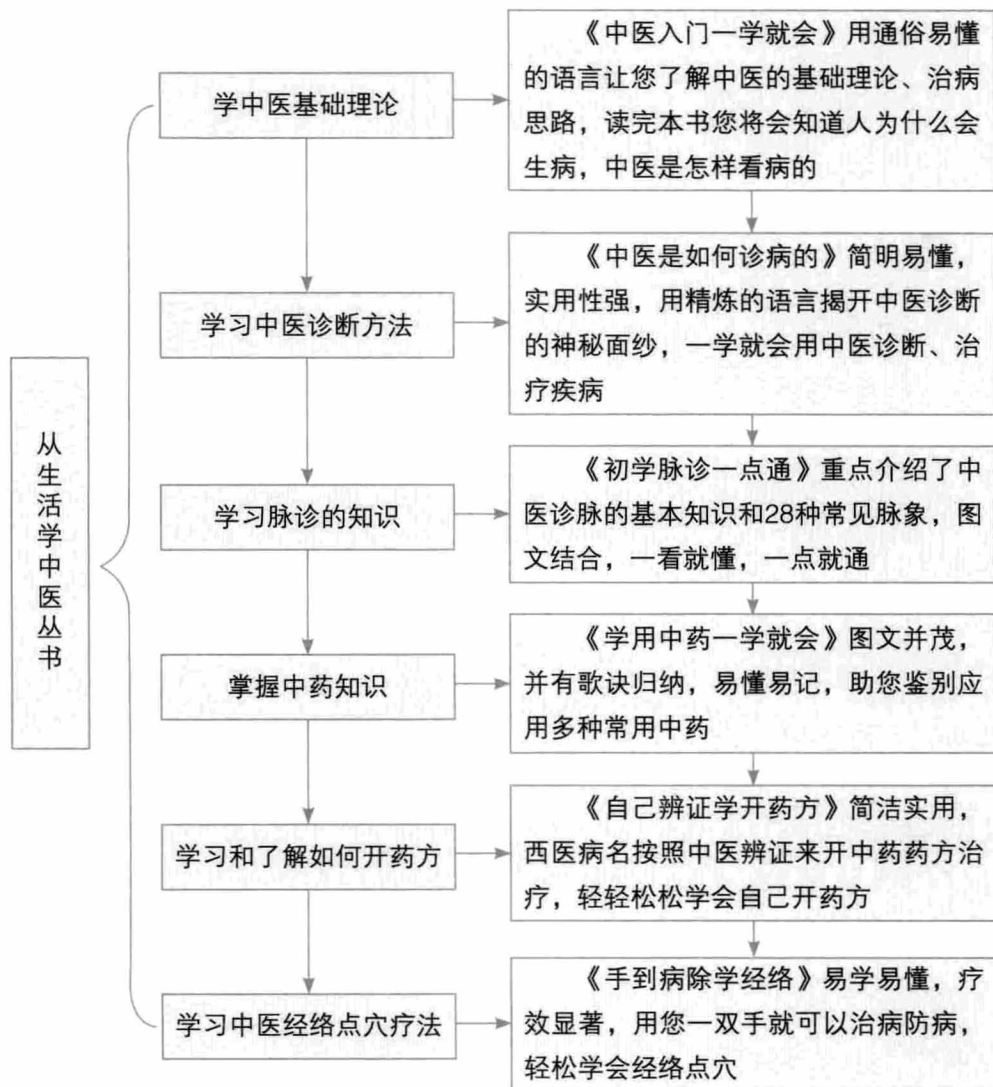 从生活学中医丛书
学中医基础理论
《中医入门一学就会》用通俗易懂
的语言让您了解中医的基础理论、治病
思路，读完本书您将会知道人为什么会
生病，中医是怎样看病的
学习中医诊断方法
《中医是如何诊病的》简明易懂，
实用性强，用精炼的语言揭开中医诊断
的神秘面纱，一学就会用中医诊断、治
疗疾病
学习脉诊的知识
《初学脉诊一点通》重点介绍了中
医诊脉的基本知识和28种常见脉象，图
文结合，一看就懂，一点就通
掌握中药知识
《学用中药一学就会》图文并茂，
并有歌诀归纳，易懂易记，助您鉴别应
用多种常用中药
学习和了解如何开药方
《自己辨证学开药方》简洁实用，
西医病名按照中医辨证来开中药药方治
疗，轻轻松松学会自己开药方
学习中医经络点穴疗法
《手到病除学经络》易学易懂，疗
效显著，用您一双手就可以治病防病，
轻松学会经络点穴